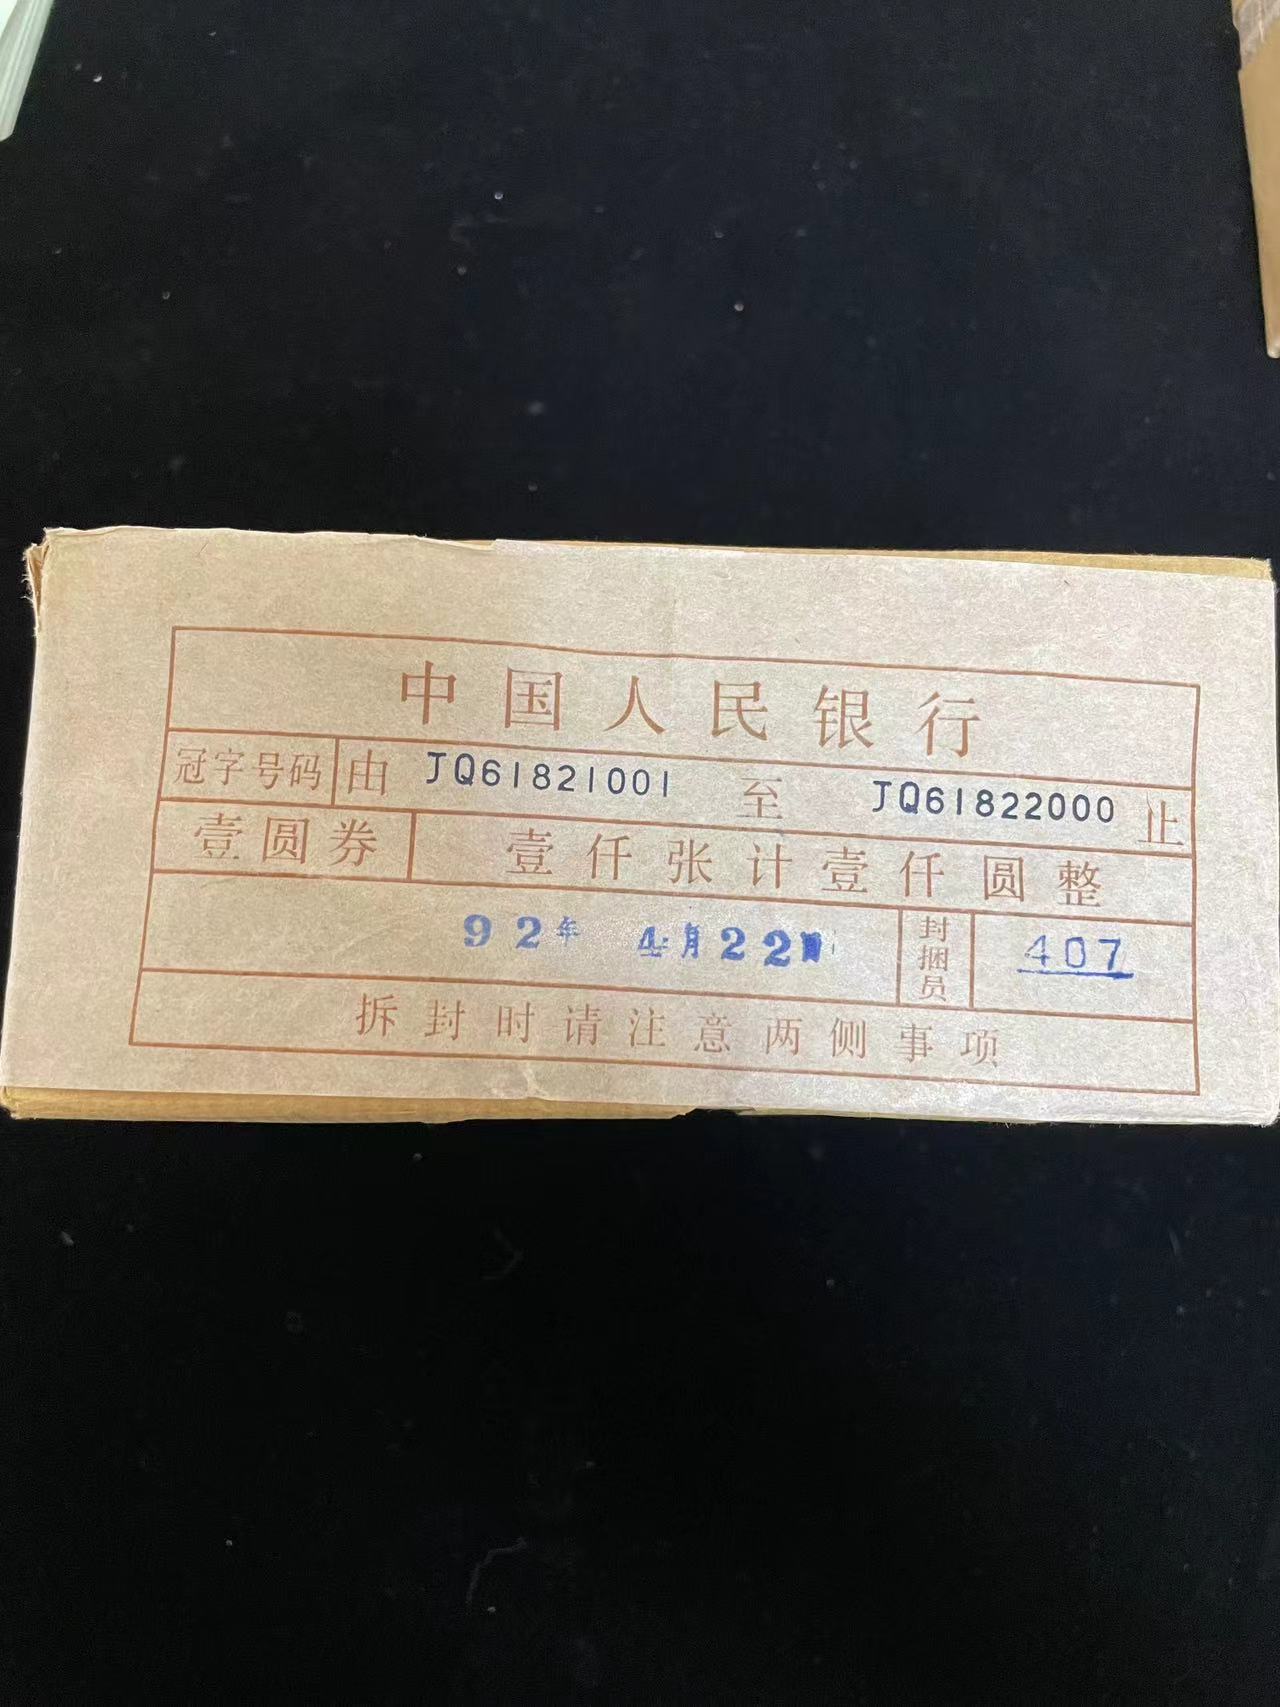 中国人民银行
冠字号码 由 JQ61821001 至 JQ61822000 止
壹圆券 壹仟张计壹仟圆整
92年 4月22日 封捆员 407
拆封时请注意两侧事项